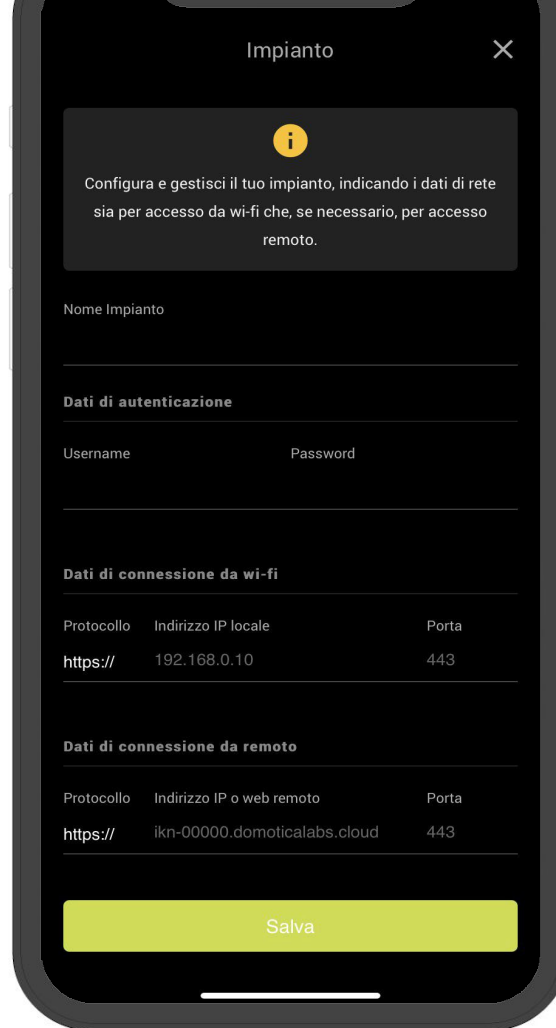 Impianto
i
Configura e gestisci il tuo impianto, indicando i dati di rete
sia per accesso da wi-fi che, se necessario, per accesso
remoto.
Nome Impianto
Dati di autenticazione
Username Password
Dati di connessione da wi-fi
Protocollo Indirizzo IP locale Porta
https:// 192.168.0.10 443
Dati di connessione da remoto
Protocollo Indirizzo IP o web remoto Porta
https:// ikn-00000.domoticalabs.cloud 443
Salva